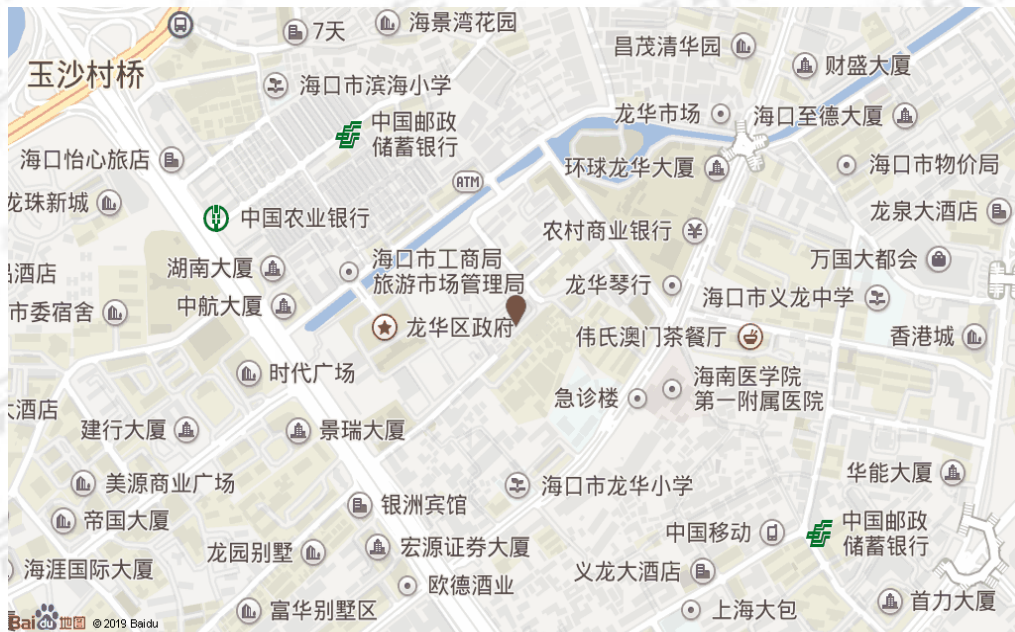 海景湾花园
7天
昌茂清华园
财盛大厦
玉沙村桥
海口市滨海小学
龙华市场
海口至德大厦
中国邮政
储蓄银行
海口怡心旅店
环球龙华大厦
海口市物价局
ATM
龙珠新城
中国农业银行
农村商业银行
龙泉大酒店
湖南大厦
海口市工商局
旅游市场管理局
万国大都会
酒店
龙华琴行
海口市义龙中学
市委宿舍
中航大厦
龙华区政府
伟氏澳门茶餐厅
香港城
时代广场
海南医学院
第一附属医院
急诊楼
大酒店
建行大厦
景瑞大厦
美源商业广场
海口市龙华小学
华能大厦
银洲宾馆
帝国大厦
中国移动
中国邮政
储蓄银行
龙园别墅
宏源证券大厦
海涯国际大厦
义龙大酒店
欧德酒业
富华别墅区
上海大包
首力大厦
Bai du 地图 © 2019 Baidu